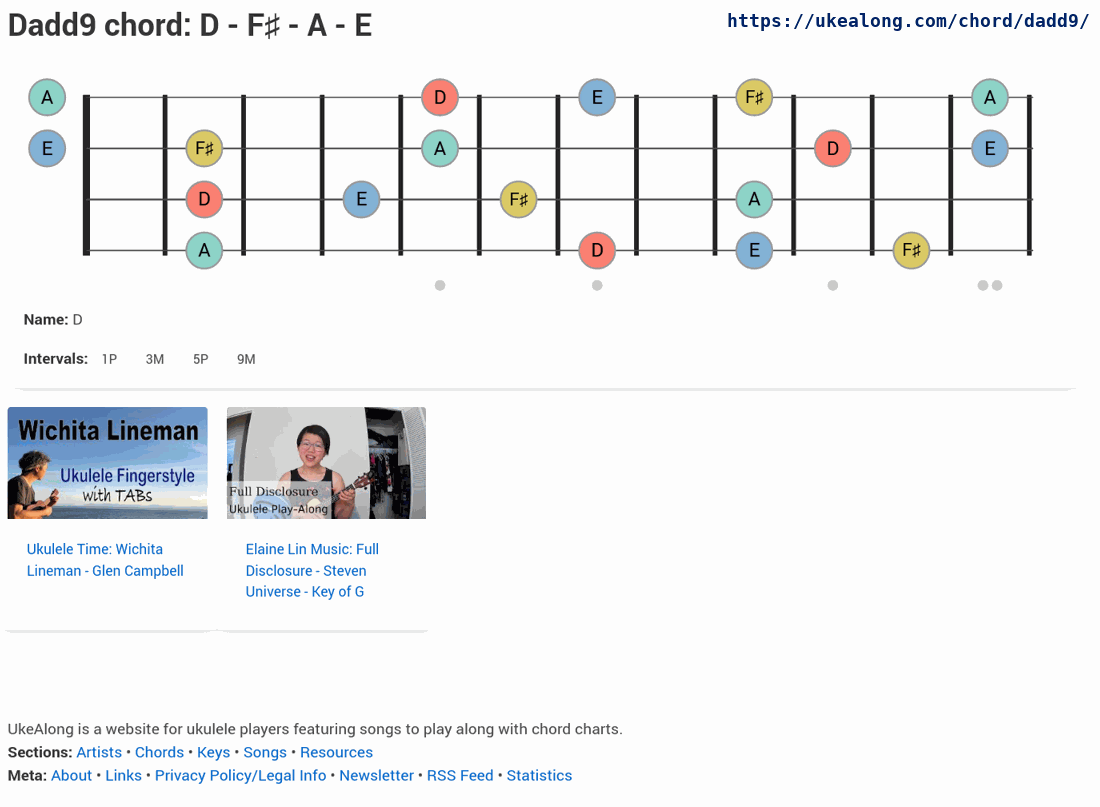 Dadd9 chord: D - F♯ - A - E
https://ukealong.com/chord/dadd9/
A D E F♯ A
E F♯ A D E
D E F♯ A
A D E F♯
Name: D
Intervals: 1P 3M 5P 9M
Wichita Lineman
Ukulele Fingerstyle
with TABs
Full Disclosure
Ukulele Play-Along
Ukulele Time: Wichita
Lineman - Glen Campbell
Elaine Lin Music: Full
Disclosure - Steven
Universe - Key of G
UkeAlong is a website for ukulele players featuring songs to play along with chord charts.
Sections: Artists • Chords • Keys • Songs • Resources
Meta: About • Links • Privacy Policy/Legal Info • Newsletter • RSS Feed • Statistics